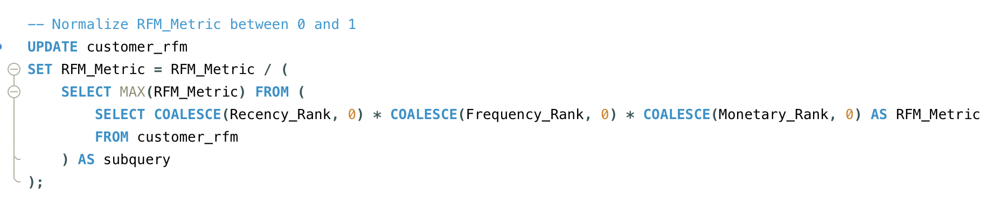 -- Normalize RFM_Metric between 0 and 1
UPDATE customer_rfm
SET RFM_Metric = RFM_Metric / (
    SELECT MAX(RFM_Metric) FROM (
        SELECT COALESCE(Recency_Rank, 0) * COALESCE(Frequency_Rank, 0) * COALESCE(Monetary_Rank, 0) AS RFM_Metric
        FROM customer_rfm
    ) AS subquery
);